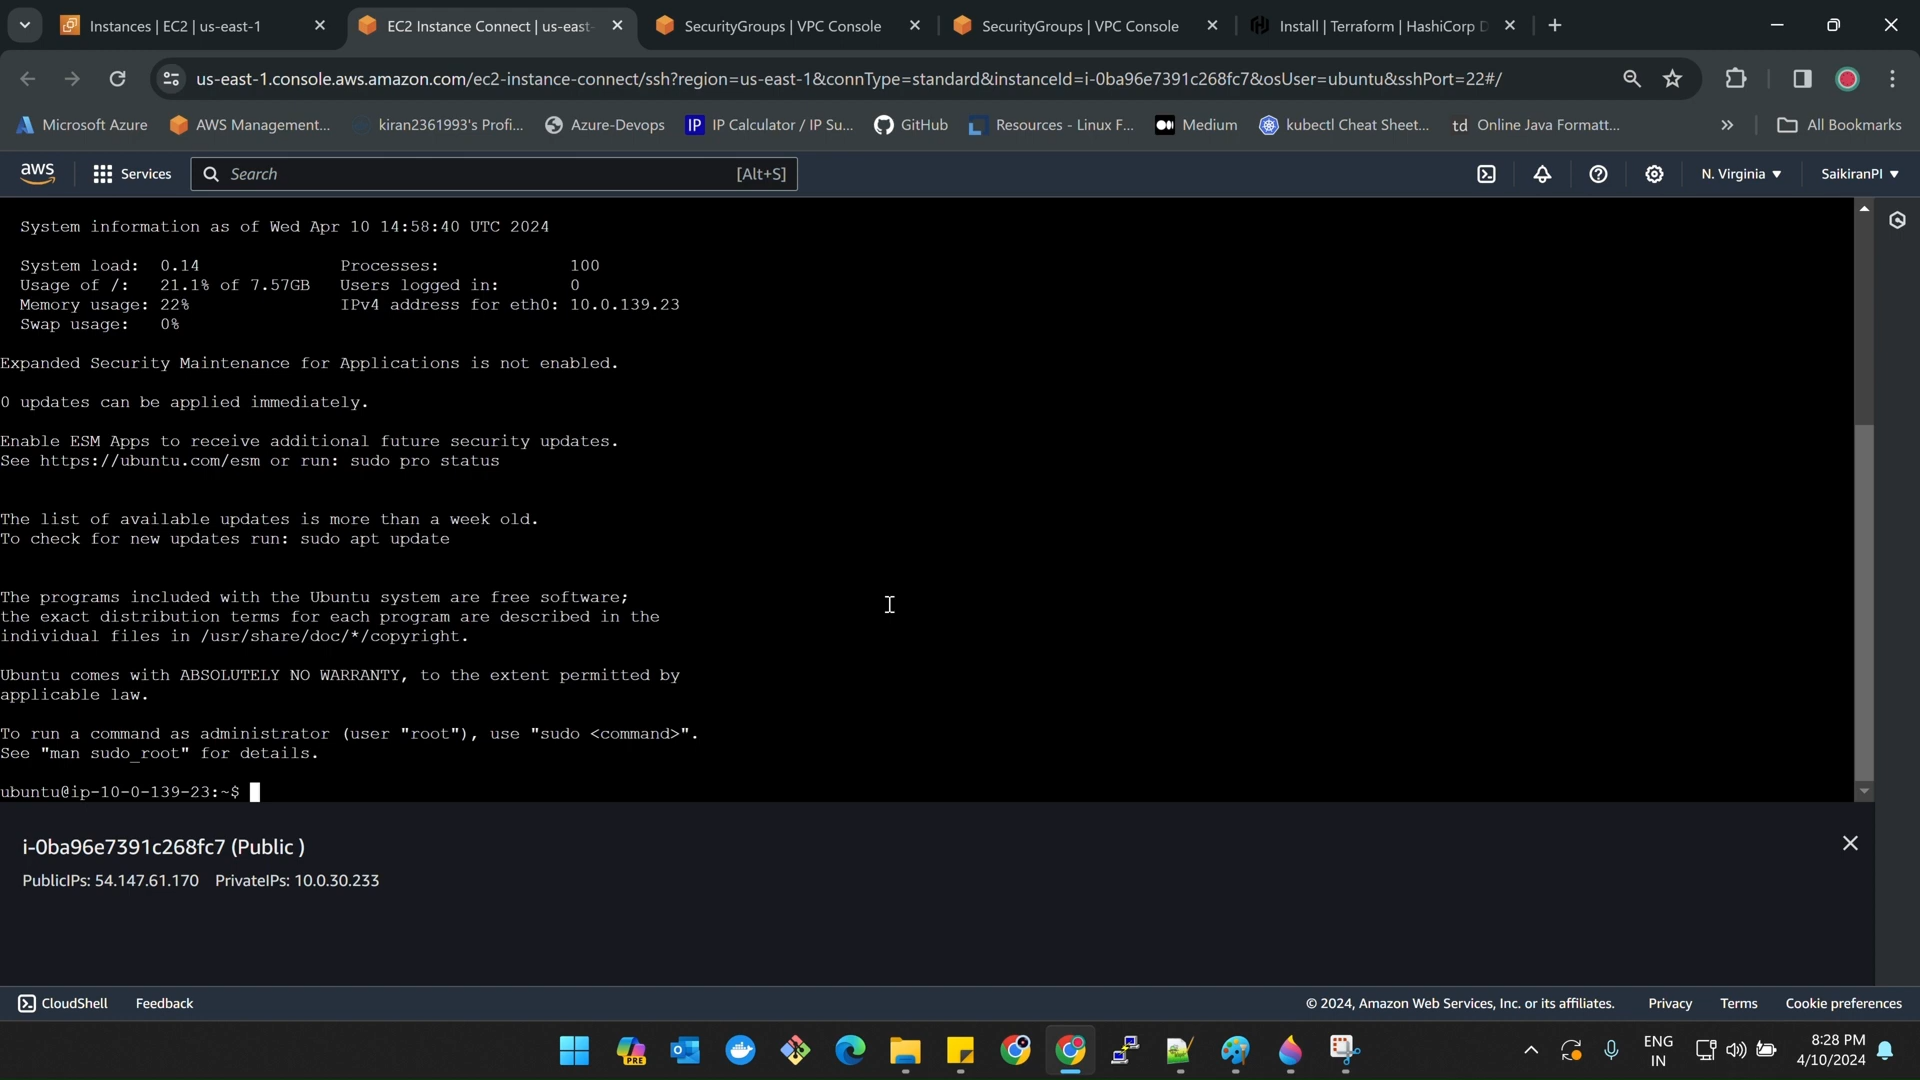 Instances | EC2 | us-east-1
EC2 Instance Connect | us-east-
SecurityGroups | VPC Console
SecurityGroups | VPC Console
Install | Terraform | HashiCorp D
us-east-1.console.aws.amazon.com/ec2-instance-connect/ssh?region=us-east-1&connType=standard&instanceId=i-0ba96e7391c268fc7&osUser=ubuntu&sshPort=22#/
Microsoft Azure
AWS Management...
kiran2361993's Profi...
Azure-Devops
IP IP Calculator / IP Su...
GitHub
Resources - Linux F...
Medium
kubectl Cheat Sheet...
td Online Java Formatt...
All Bookmarks
aws
Services
Search [Alt+S]
N. Virginia
SaikiranPI
System information as of Wed Apr 10 14:58:40 UTC 2024
System load: 0.14 Processes: 100
Usage of /: 21.1% of 7.57GB Users logged in: 0
Memory usage: 22% IPv4 address for eth0: 10.0.139.23
Swap usage: 0%
Expanded Security Maintenance for Applications is not enabled.
0 updates can be applied immediately.
Enable ESM Apps to receive additional future security updates.
See https://ubuntu.com/esm or run: sudo pro status
The list of available updates is more than a week old.
To check for new updates run: sudo apt update
The programs included with the Ubuntu system are free software;
the exact distribution terms for each program are described in the
individual files in /usr/share/doc/*/copyright.
Ubuntu comes with ABSOLUTELY NO WARRANTY, to the extent permitted by
applicable law.
To run a command as administrator (user "root"), use "sudo <command>".
See "man sudo_root" for details.
ubuntu@ip-10-0-139-23:~$
i-0ba96e7391c268fc7 (Public )
PublicIPs: 54.147.61.170 PrivateIPs: 10.0.30.233
CloudShell
Feedback
© 2024, Amazon Web Services, Inc. or its affiliates.
Privacy
Terms
Cookie preferences
PRE
ENG
IN
8:28 PM
4/10/2024